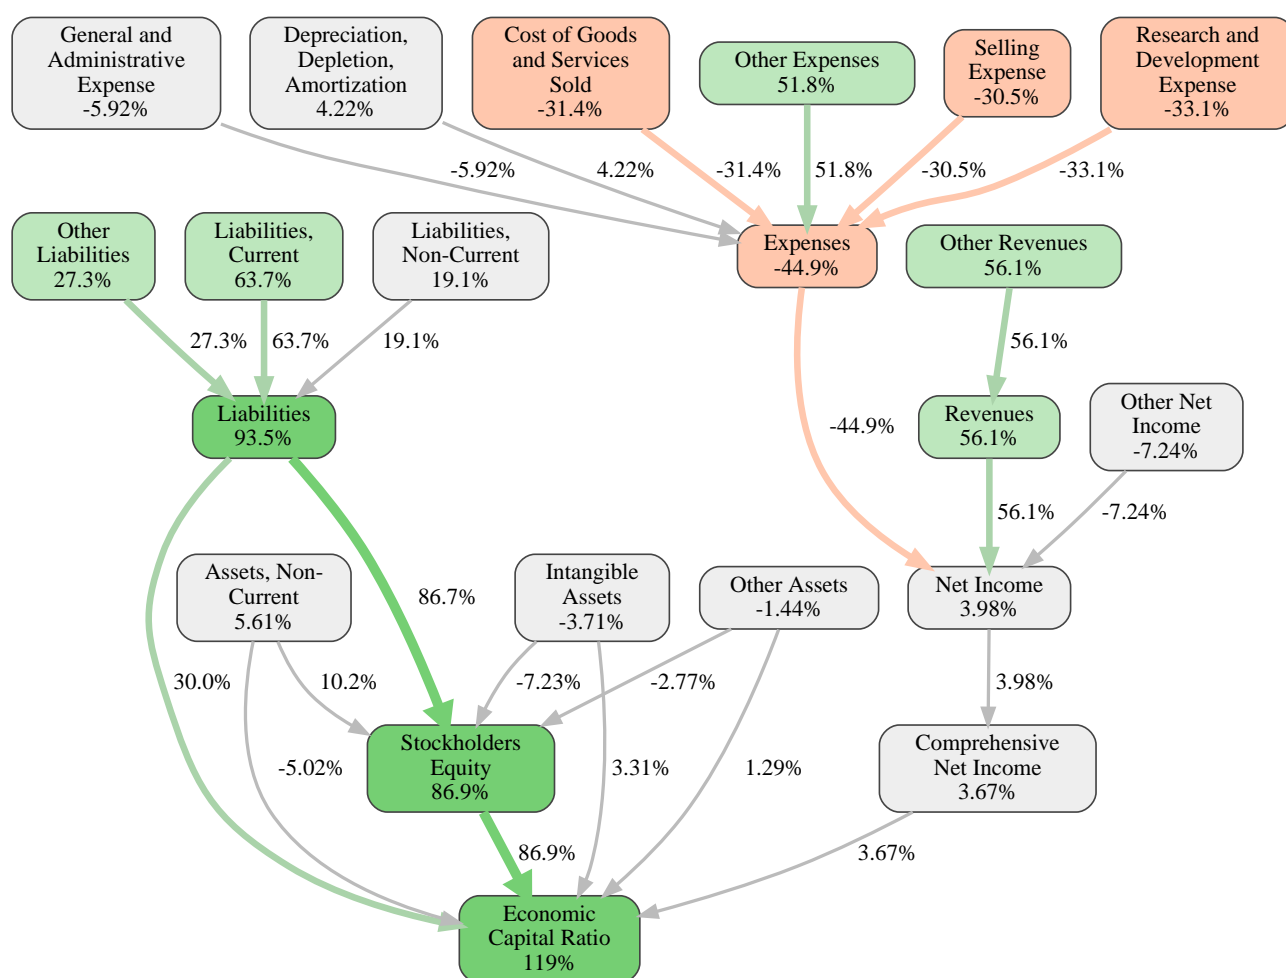 General and
Administrative
Expense
-5.92%
Depreciation,
Depletion,
Amortization
4.22%
Cost of Goods
and Services
Sold
-31.4%
Other Expenses
51.8%
Selling
Expense
-30.5%
Research and
Development
Expense
-33.1%
-5.92%
4.22%
-31.4%
51.8%
-30.5%
-33.1%
Other
Liabilities
27.3%
Liabilities,
Current
63.7%
Liabilities,
Non-Current
19.1%
Expenses
-44.9%
Other Revenues
56.1%
27.3%
63.7%
19.1%
56.1%
Liabilities
93.5%
-44.9%
Revenues
56.1%
Other Net
Income
-7.24%
56.1%
-7.24%
Assets, Non-
Current
5.61%
86.7%
Intangible
Assets
-3.71%
Other Assets
-1.44%
Net Income
3.98%
30.0%
10.2%
-7.23%
-2.77%
3.98%
-5.02%
Stockholders
Equity
86.9%
3.31%
1.29%
Comprehensive
Net Income
3.67%
86.9%
3.67%
Economic
Capital Ratio
119%